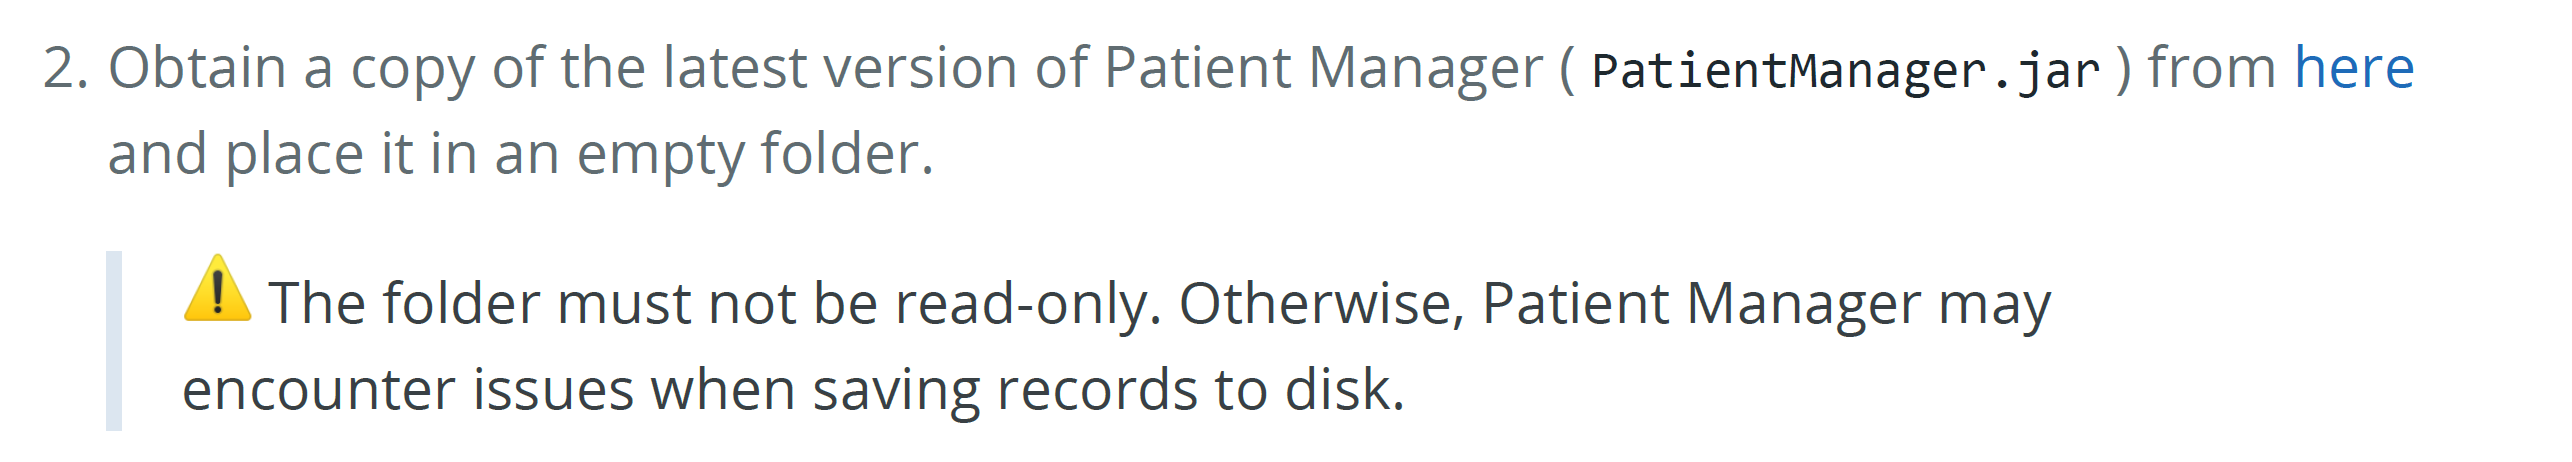 2. Obtain a copy of the latest version of Patient Manager ( PatientManager.jar ) from here
and place it in an empty folder.
⚠️ The folder must not be read-only. Otherwise, Patient Manager may
encounter issues when saving records to disk.